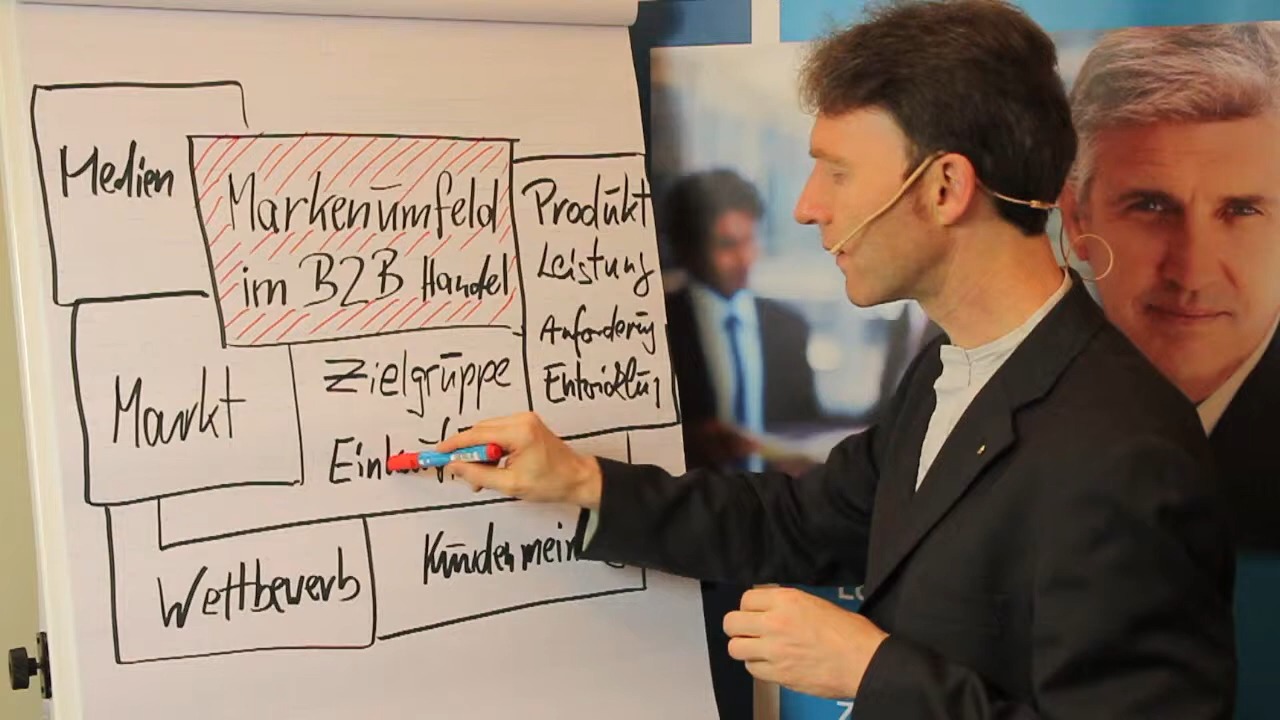 Medien
Markenumfeld
im B2B Handel
Produkt
Leistung
Anforderung
Entwicklung
Markt
Zielgruppe
Wettbewerb